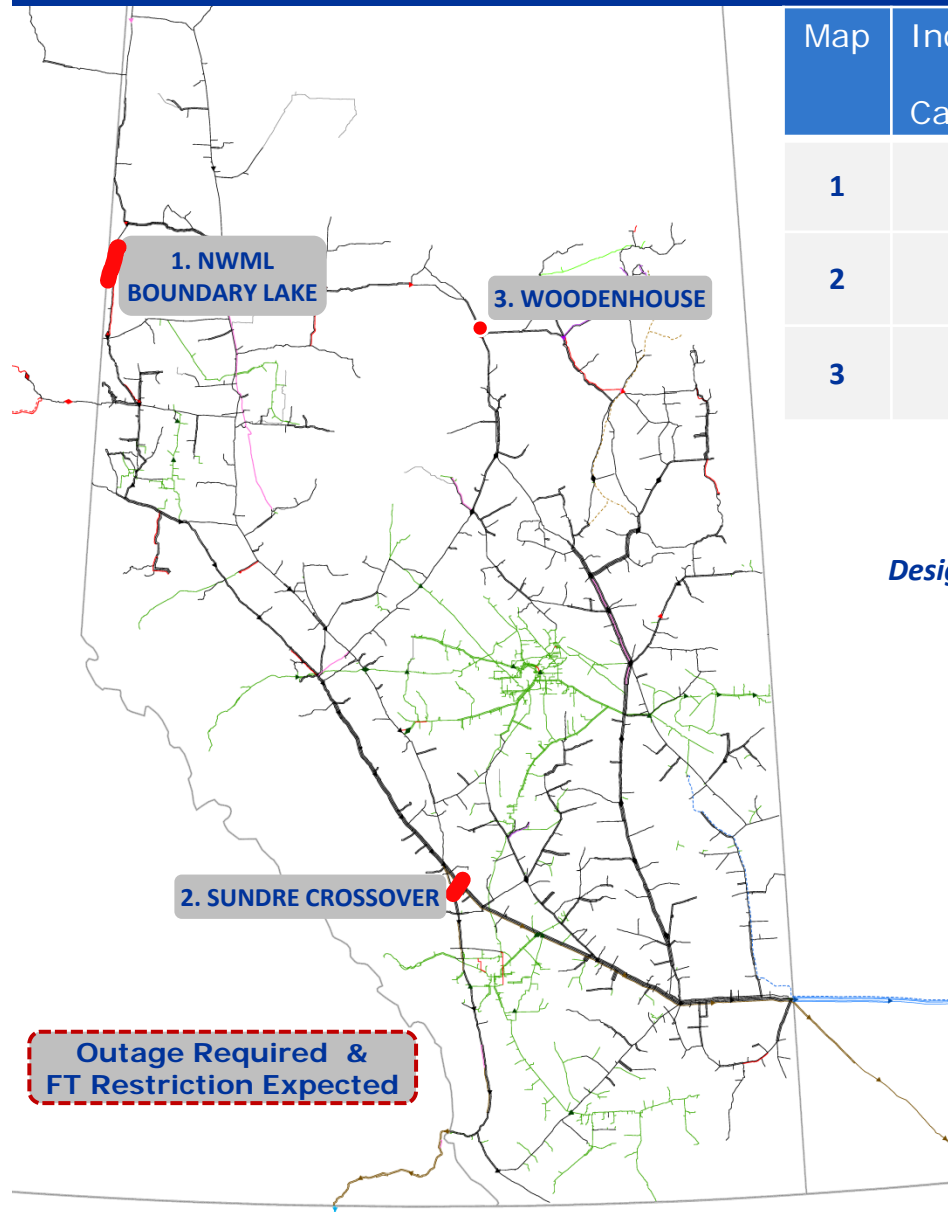 Map
1
2
3
1. NWML
BOUNDARY LAKE
3. WOODENHOUSE
2. SUNDRE CROSSOVER
Outage Required &
FT Restriction Expected